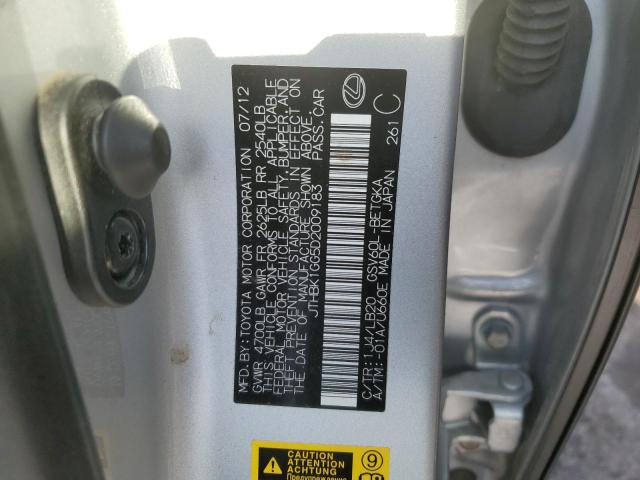 MFD. BY: TOYOTA MOTOR CORPORATION 07/12
GVWR 4700LB GAWR FR 2625LB RR 2540LB
THIS VEHICLE CONFORMS TO ALL APPLICABLE
FEDERAL MOTOR VEHICLE SAFETY, BUMPER, AND
THEFT PREVENTION STANDARDS IN EFFECT ON
THE DATE OF MANUFACTURE SHOWN ABOVE.
JTHBK1GG5D2009183 PASS. CAR
C/TR: 1J4/LB20 GSV60L -BETGKA
A/TM: -01A/U660E MADE IN JAPAN 261
C
CAUTION
ATTENTION
ACHTUNG
Предупреждение
9